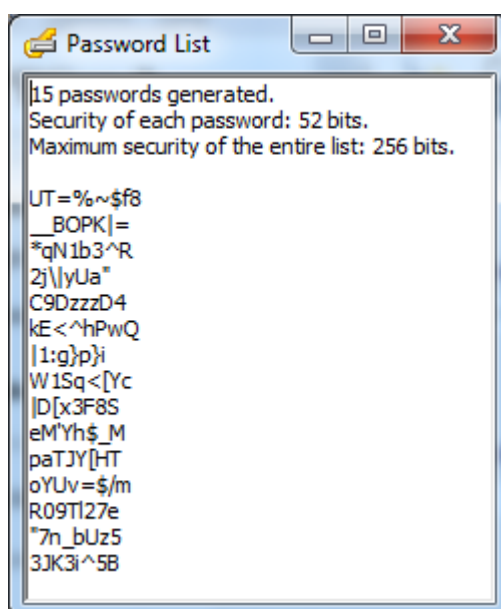 Password List
15 passwords generated.
Security of each password: 52 bits.
Maximum security of the entire list: 256 bits.
UT=%~$f8
__BOPK|=
*qN1b3^R
2j\|yUa"
C9DzzzD4
kE<^hPwQ
|1:g}p}i
W1Sq<[Yc
|D[x3F8S
eM'Yh$_M
paTJY[HT
oYUv=$/m
R09Tl27e
"7n_bUz5
3JK3i^5B